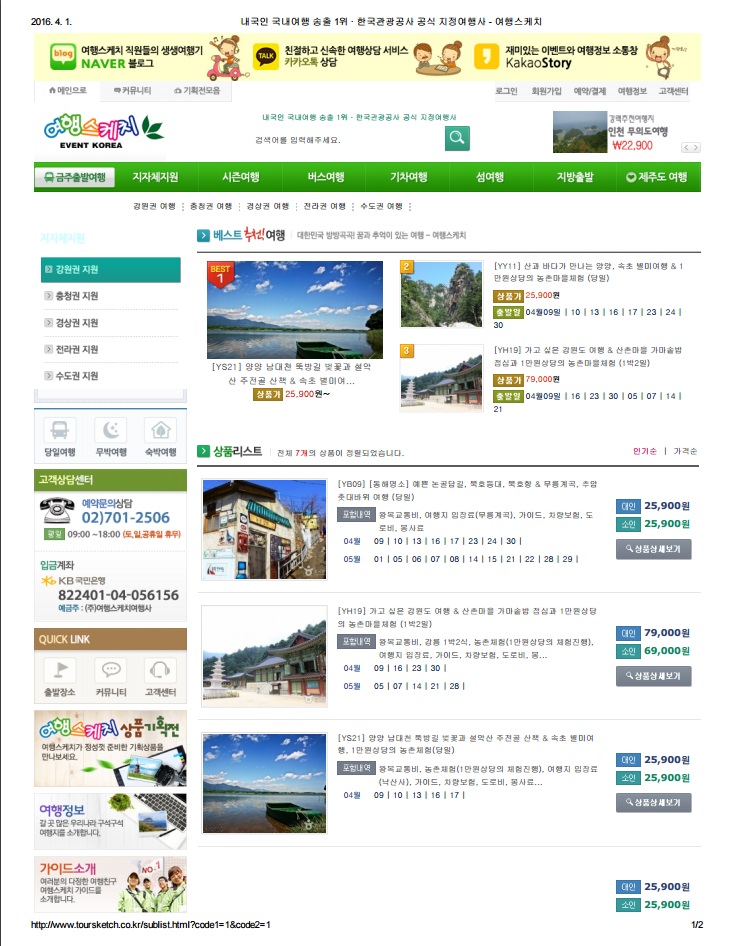 2016. 4. 1.
내국인 국내여행 송출 1위 · 한국관광공사 공식 지정여행사 - 여행스케치
blog
여행스케치 직원들의 생생여행기
NAVER 블로그
TALK
친절하고 신속한 여행상담 서비스
카카오톡 상담
재미있는 이벤트와 여행정보 소통창
KakaoStory
메인으로
커뮤니티
기획전모음
로그인 회원가입 예약/결제 여행정보 고객센터
여행스케치
EVENT KOREA
내국인 국내여행 송출 1위 · 한국관광공사 공식 지정여행사
검색어를 입력해주세요.
강력추천여행지
인천 무의도여행
₩22,900
금주출발여행 지자체지원 시즌여행 버스여행 기차여행 섬여행 지방출발 제주도 여행
강원권 여행 ⋮ 충청권 여행 ⋮ 경상권 여행 ⋮ 전라권 여행 ⋮ 수도권 여행 ⋮
지자체지원
강원권 지원
충청권 지원
경상권 지원
전라권 지원
수도권 지원
당일여행 무박여행 숙박여행
고객상담센터
예약문의상담
02)701-2506
평일 09:00 ~18:00 (토,일,공휴일 휴무)
입금계좌
KB 국민은행
822401-04-056156
예금주 : (주)여행스케치여행사
QUICK LINK
출발장소 커뮤니티 고객센터
여행스케치 상품기획전
여행스케치가 정성껏 준비한 기획상품을
만나보세요.
여행정보
갈 곳 많은 우리나라 구석구석
여행지를 소개합니다.
가이드소개
NO.1
여러분의 다정한 여행친구
여행스케치 가이드를
소개합니다.
베스트 추천!여행 | 대한민국 방방곡곡! 꿈과 추억이 있는 여행 - 여행스케치
BEST
1
[YS21] 양양 남대천 뚝방길 벚꽃과 설악
산 주전골 산책 & 속초 별미여...
상품가 25,900원~
2
[YY11] 산과 바다가 만나는 양양, 속초 별미여행 & 1
만원상당의 농촌마을체험 (당일)
상품가 25,900원
출발일 04월09일 | 10 | 13 | 16 | 17 | 23 | 24 |
30
3
[YH19] 가고 싶은 강원도 여행 & 산촌마을 가마솥밥
점심과 1만원상당의 농촌마을체험 (1박2일)
상품가 79,000원
출발일 04월09일 | 16 | 23 | 30 | 05 | 07 | 14 |
21
상품리스트 | 전체 7개의 상품이 정렬되었습니다.
인기순 | 가격순
[YB09] [동해명소] 예쁜 논골담길, 묵호등대, 묵호항 & 무릉계곡, 추암
촛대바위 여행 (당일)
포함내역 왕복교통비, 여행지 입장료(무릉계곡), 가이드, 차량보험, 도
로비, 봉사료
04월 09 | 10 | 13 | 16 | 17 | 23 | 24 | 30 |
05월 01 | 05 | 06 | 07 | 08 | 14 | 15 | 21 | 22 | 28 | 29 |
대인 25,900원
소인 25,900원
상품상세보기
[YH19] 가고 싶은 강원도 여행 & 산촌마을 가마솥밥 점심과 1만원상당
의 농촌체험 (1박2일)
포함내역 왕복교통비, 강릉 1박2식, 농촌체험(1만원상당의 체험진행),
여행지 입장료, 가이드, 차량보험, 도로비, 봉...
04월 09 | 16 | 23 | 30 |
05월 05 | 07 | 14 | 21 | 28 |
대인 79,000원
소인 69,000원
상품상세보기
[YS21] 양양 남대천 뚝방길 벚꽃과 설악산 주전골 산책 & 속초 별미여
행, 1만원상당의 농촌체험(당일)
포함내역 왕복교통비, 농촌체험(1만원상당의 체험진행), 여행지 입장료
(낙산사), 가이드, 차량보험, 도로비, 봉사료...
04월 09 | 10 | 13 | 16 | 17 |
대인 25,900원
소인 25,900원
상품상세보기
대인 25,900원
소인 25,900원
http://www.toursketch.co.kr/sublist.html?code1=1&code2=1
1/2